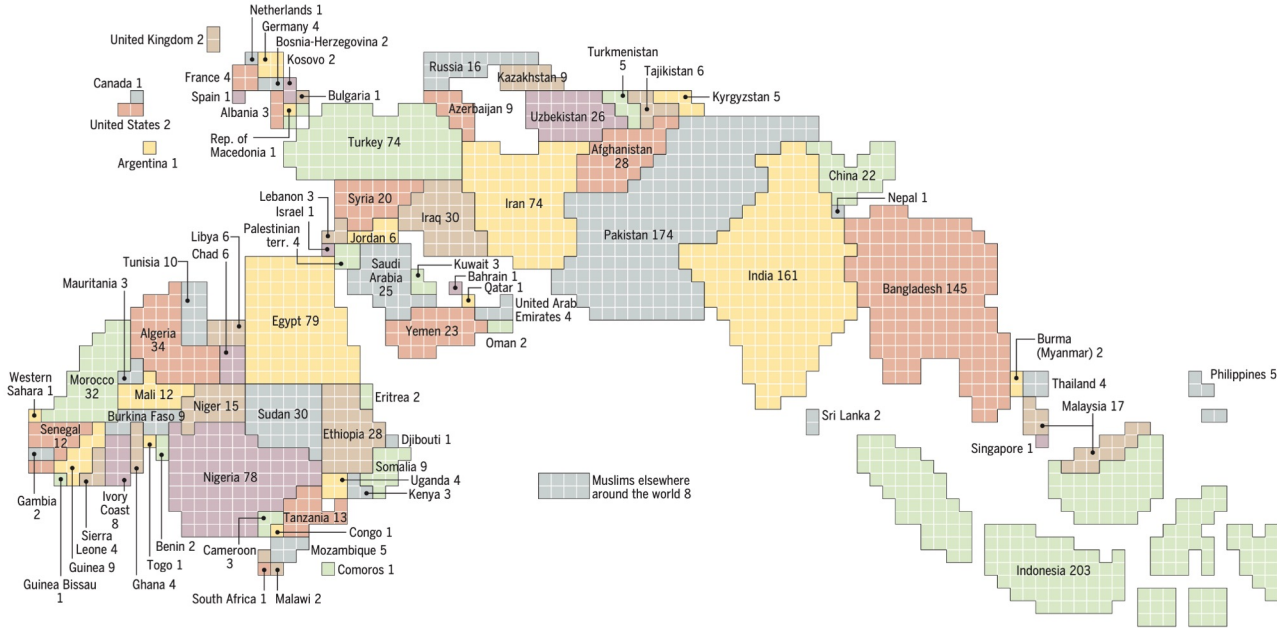 Netherlands 1
Germany 4
Bosnia-Herzegovina 2
United Kingdom 2
Kosovo 2
France 4
Canada 1
Spain 1
Bulgaria 1
Albania 3
United States 2
Rep. of
Macedonia 1
Argentina 1
Turkey 74
Russia 16
Kazakhstan 9
Turkmenistan
5
Tajikistan 6
Kyrgyzstan 5
Azerbaijan 9
Uzbekistan 26
Afghanistan
28
China 22
Nepal 1
Lebanon 3
Israel 1
Palestinian
terr. 4
Syria 20
Iraq 30
Iran 74
Pakistan 174
India 161
Bangladesh 145
Jordan 6
Saudi
Arabia
25
Kuwait 3
Bahrain 1
Qatar 1
United Arab
Emirates 4
Yemen 23
Oman 2
Libya 6
Chad 6
Tunisia 10
Mauritania 3
Algeria
34
Egypt 79
Morocco
32
Western
Sahara 1
Mali 12
Niger 15
Burkina Faso 9
Sudan 30
Eritrea 2
Ethiopia 28
Djibouti 1
Senegal
12
Somalia 9
Nigeria 78
Uganda 4
Kenya 3
Gambia
2
Guinea Bissau
1
Guinea 9
Sierra
Leone 4
Ivory
Coast
8
Ghana 4
Togo 1
Benin 2
Cameroon
3
Tanzania 13
Congo 1
Mozambique 5
Comoros 1
South Africa 1
Malawi 2
Muslims elsewhere
around the world 8
Burma
(Myanmar) 2
Thailand 4
Philippines 5
Malaysia 17
Sri Lanka 2
Singapore 1
Indonesia 203